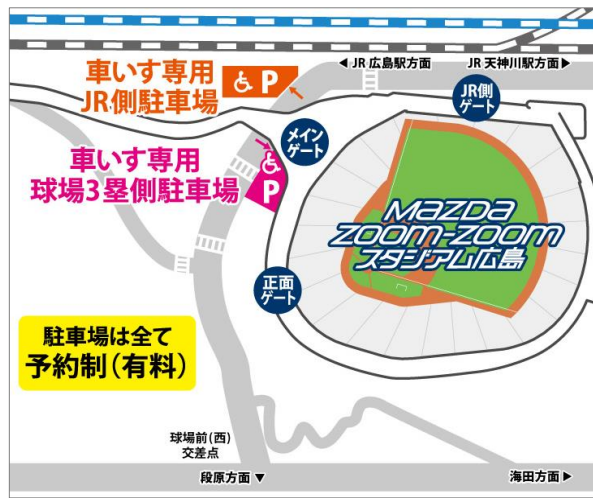 ◀ JR 広島駅方面 JR 天神川駅方面▶
車いす専用
JR側駐車場
P
JR側
ゲート
メイン
ゲート
車いす専用
球場3塁側駐車場
P
MAZDA
ZOOM-ZOOM
スタジアム広島
正面
ゲート
駐車場は全て
予約制(有料)
球場前(西)
交差点
段原方面 ▼ 海田方面 ▶